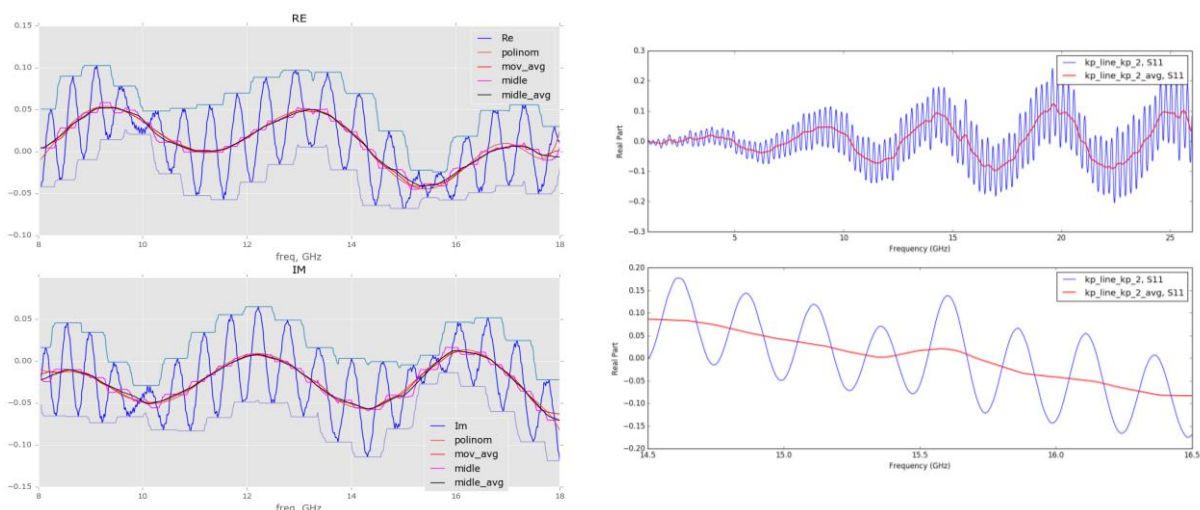 RE
0.15
0.10
0.05
0.00
−0.05
−0.10
8
10
12
14
16
18
freq, GHz
Re
polinom
mov_avg
midle
midle_avg
IM
0.05
0.00
−0.05
−0.10
−0.15
8
10
12
14
16
18
freq, GHz
Im
polinom
mov_avg
midle
midle_avg
0.3
0.2
0.1
0.0
−0.1
−0.2
−0.3
Real Part
5
10
15
20
25
Frequency (GHz)
kp_line_kp_2, S11
kp_line_kp_2_avg, S11
0.20
0.15
0.10
0.05
0.00
−0.05
−0.10
−0.15
−0.20
Real Part
14.5
15.0
15.5
16.0
16.5
Frequency (GHz)
kp_line_kp_2, S11
kp_line_kp_2_avg, S11